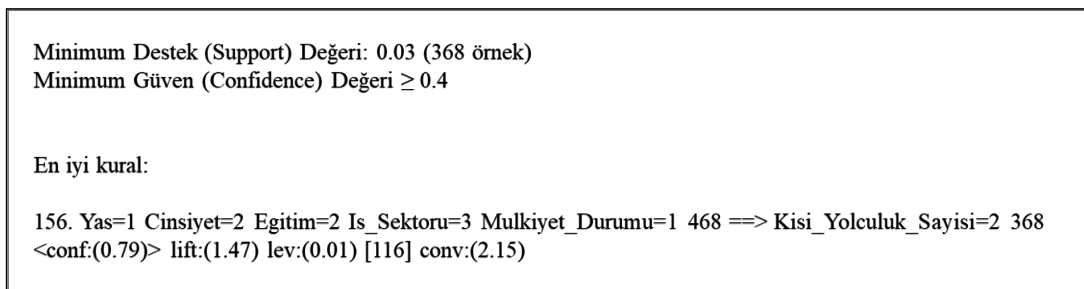 Minimum Destek (Support) Değeri: 0.03 (368 örnek)
Minimum Güven (Confidence) Değeri ≥ 0.4
En iyi kural:
156. Yas=1 Cinsiyet=2 Egitim=2 Is_Sektoru=3 Mulkiyet_Durumu=1 468 ==> Kisi_Yolculuk_Sayisi=2 368
<conf:(0.79)> lift:(1.47) lev:(0.01) [116] conv:(2.15)